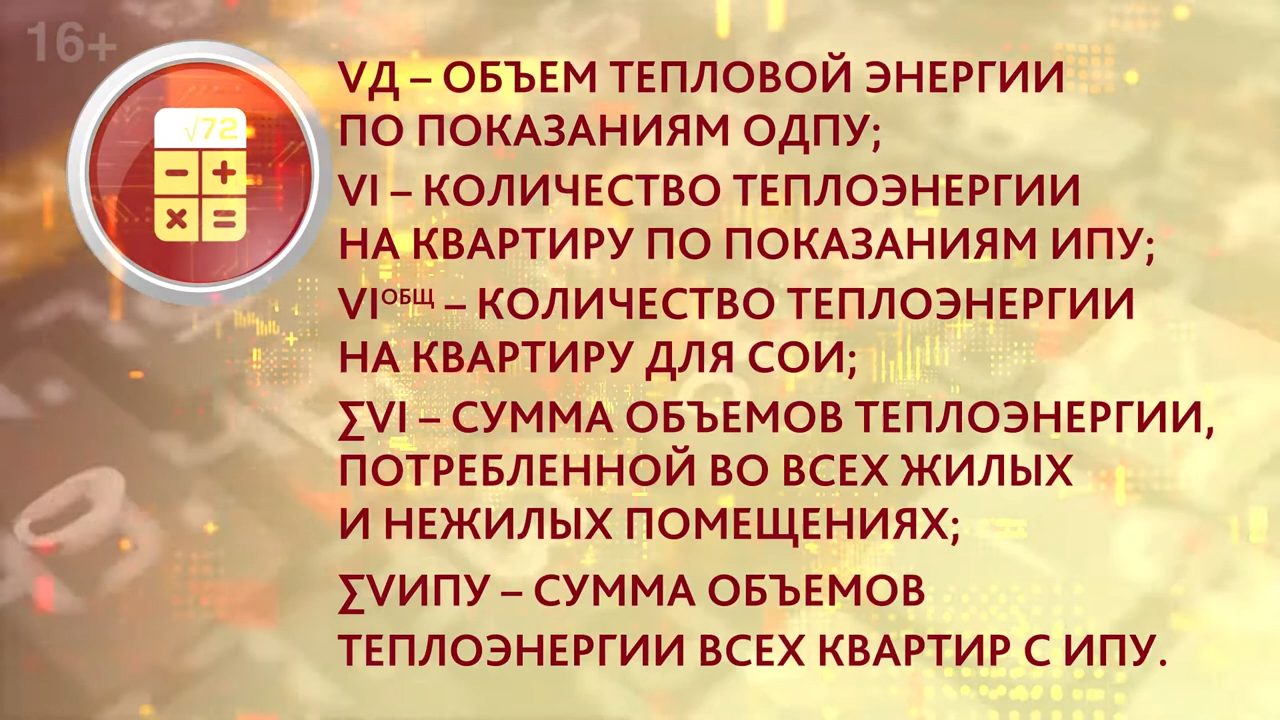 16+
√72
VД – ОБЪЕМ ТЕПЛОВОЙ ЭНЕРГИИ
ПО ПОКАЗАНИЯМ ОДПУ;
VI – КОЛИЧЕСТВО ТЕПЛОЭНЕРГИИ
НА КВАРТИРУ ПО ПОКАЗАНИЯМ ИПУ;
VIᴼᴮЩ – КОЛИЧЕСТВО ТЕПЛОЭНЕРГИИ
НА КВАРТИРУ ДЛЯ СОИ;
∑VI – СУММА ОБЪЕМОВ ТЕПЛОЭНЕРГИИ,
ПОТРЕБЛЕННОЙ ВО ВСЕХ ЖИЛЫХ
И НЕЖИЛЫХ ПОМЕЩЕНИЯХ;
∑VИПУ – СУММА ОБЪЕМОВ
ТЕПЛОЭНЕРГИИ ВСЕХ КВАРТИР С ИПУ.